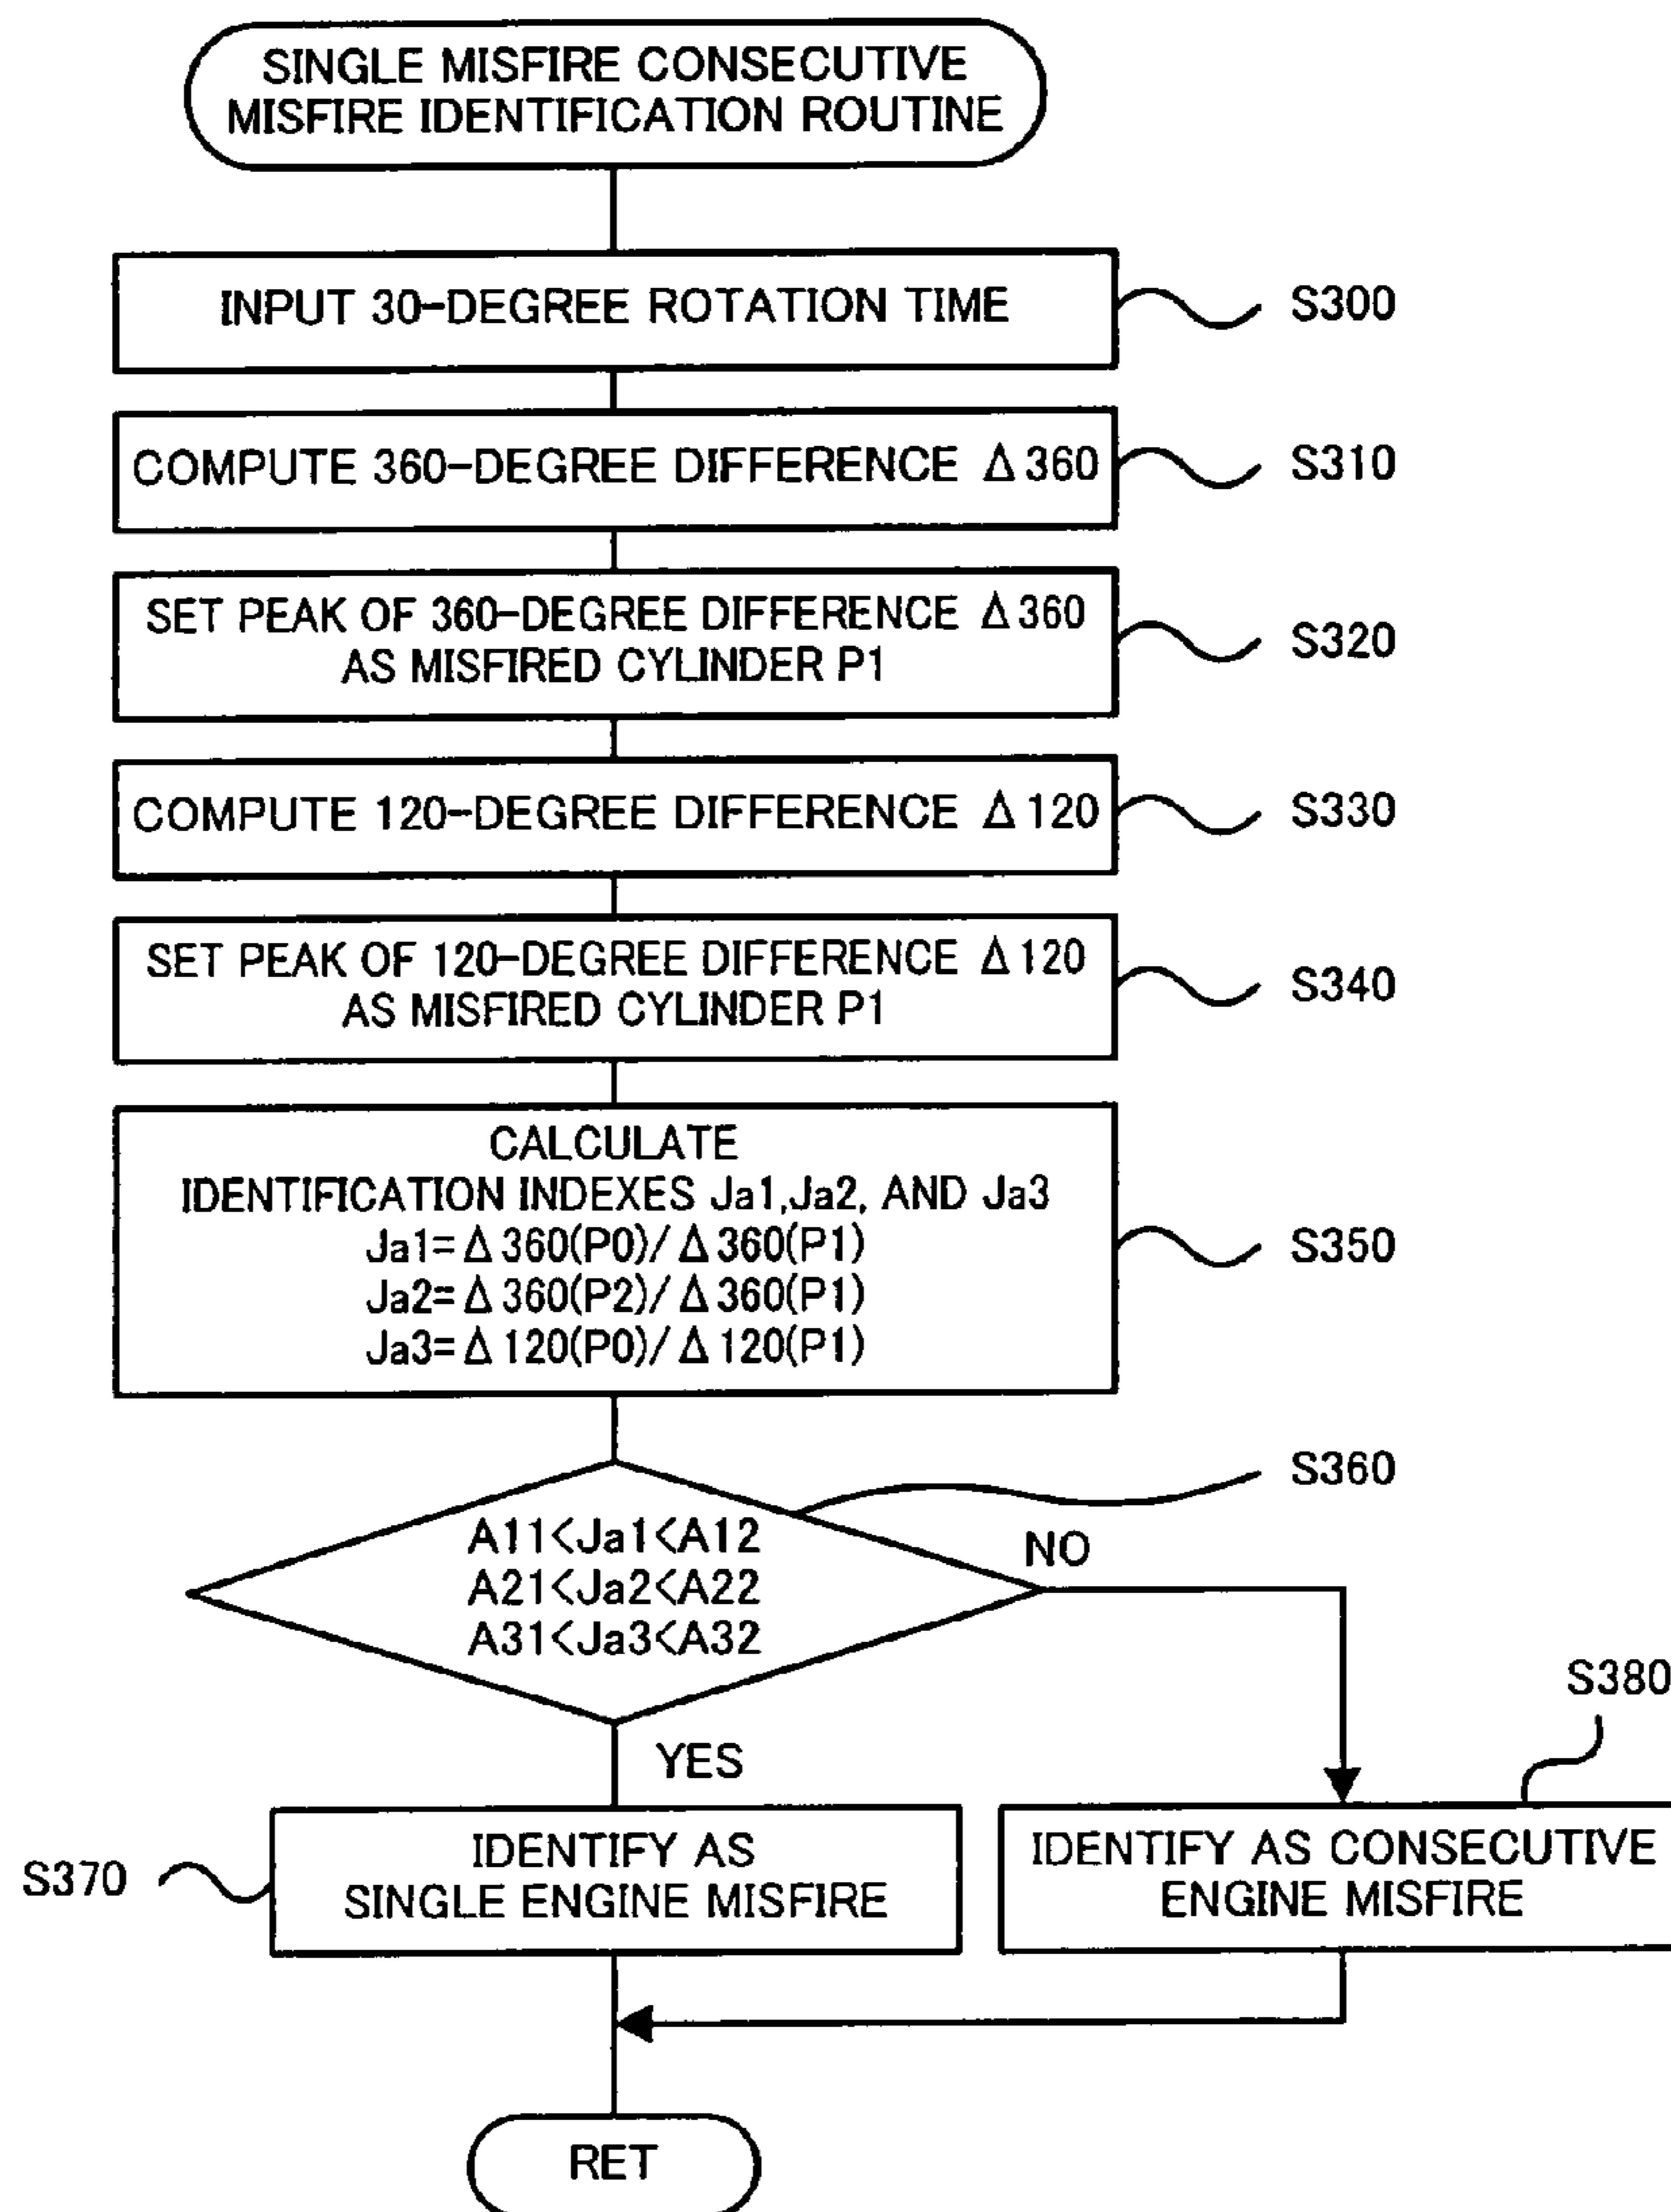 SINGLE MISFIRE CONSECUTIVE
MISFIRE IDENTIFICATION ROUTINE
INPUT 30-DEGREE ROTATION TIME
S300
COMPUTE 360-DEGREE DIFFERENCE Δ360
S310
SET PEAK OF 360-DEGREE DIFFERENCE Δ360
AS MISFIRED CYLINDER P1
S320
COMPUTE 120-DEGREE DIFFERENCE Δ120
S330
SET PEAK OF 120-DEGREE DIFFERENCE Δ120
AS MISFIRED CYLINDER P1
S340
CALCULATE
IDENTIFICATION INDEXES Ja1,Ja2, AND Ja3
Ja1=Δ360(P0)/Δ360(P1)
Ja2=Δ360(P2)/Δ360(P1)
Ja3=Δ120(P0)/Δ120(P1)
S350
S360
A11<Ja1<A12
A21<Ja2<A22
A31<Ja3<A32
NO
YES
S380
S370
IDENTIFY AS
SINGLE ENGINE MISFIRE
IDENTIFY AS CONSECUTIVE
ENGINE MISFIRE
RET